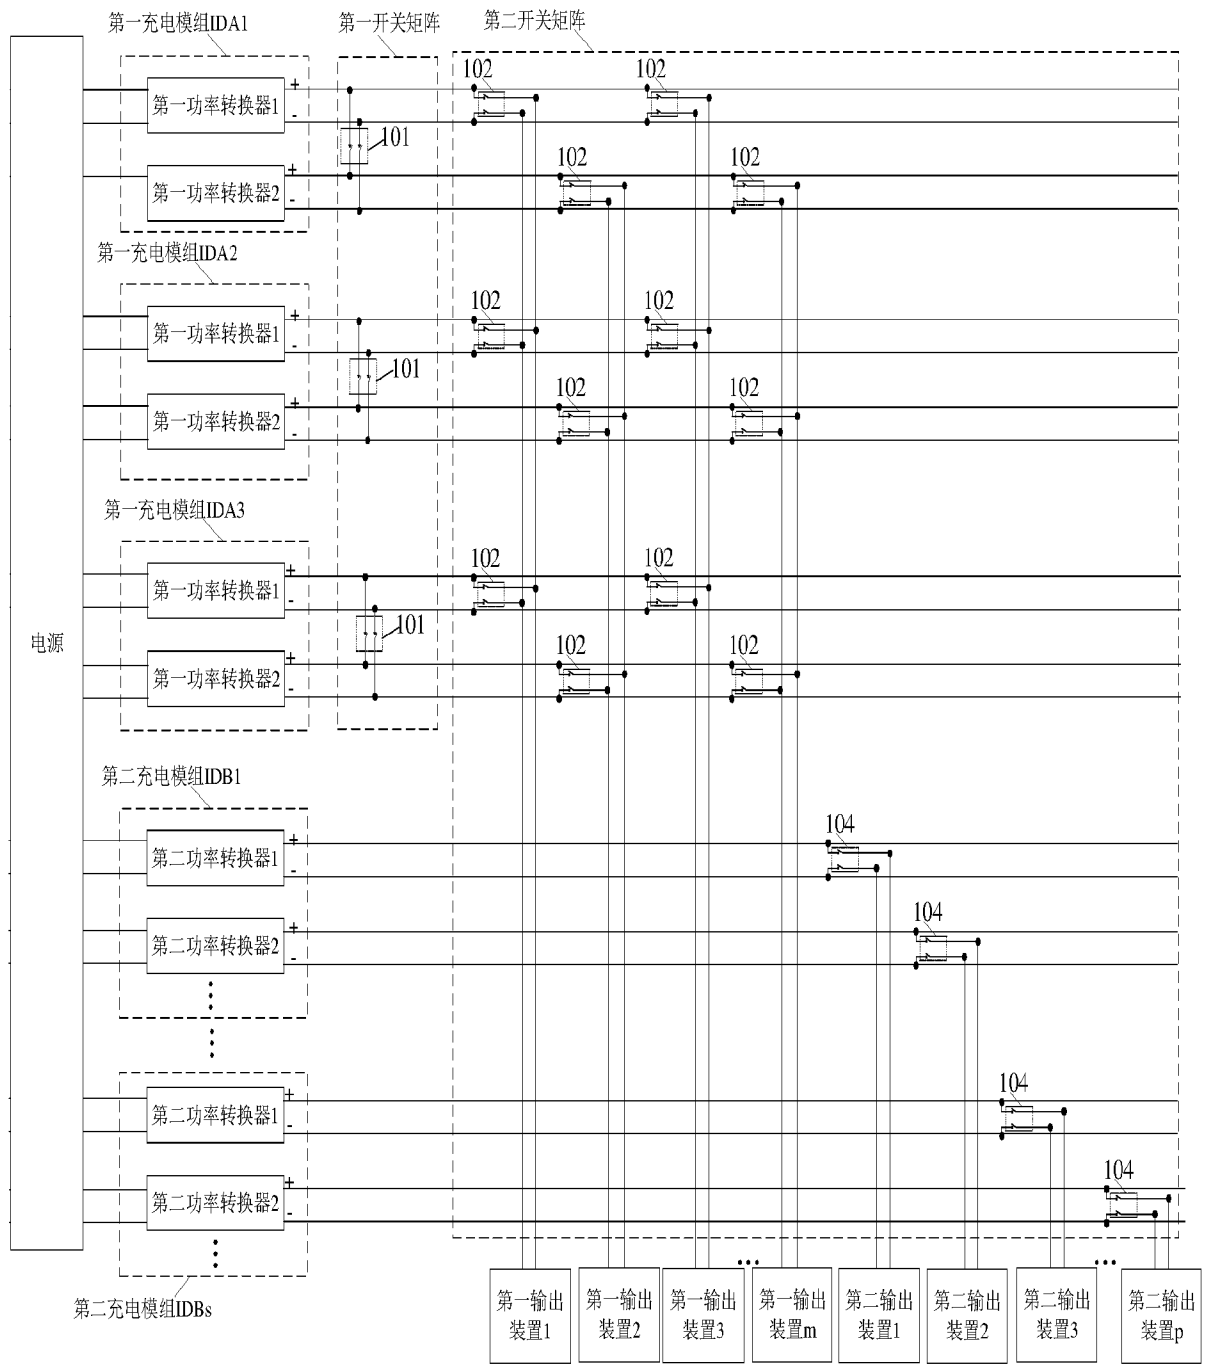 第一充电模组IDA1
第一开关矩阵
第二开关矩阵
102
102
第一功率转换器1
+
-
101
102
102
第一功率转换器2
+
-
第一充电模组IDA2
102
102
第一功率转换器1
+
-
101
102
102
第一功率转换器2
+
-
第一充电模组IDA3
102
102
第一功率转换器1
+
-
101
电源
102
102
第一功率转换器2
+
-
第二充电模组IDB1
104
第二功率转换器1
+
-
104
第二功率转换器2
+
-
104
第二功率转换器1
+
-
104
第二功率转换器2
+
-
第二充电模组IDBs
第一输出
装置1
第一输出
装置2
第一输出
装置3
第一输出
装置m
第二输出
装置1
第二输出
装置2
第二输出
装置3
第二输出
装置p